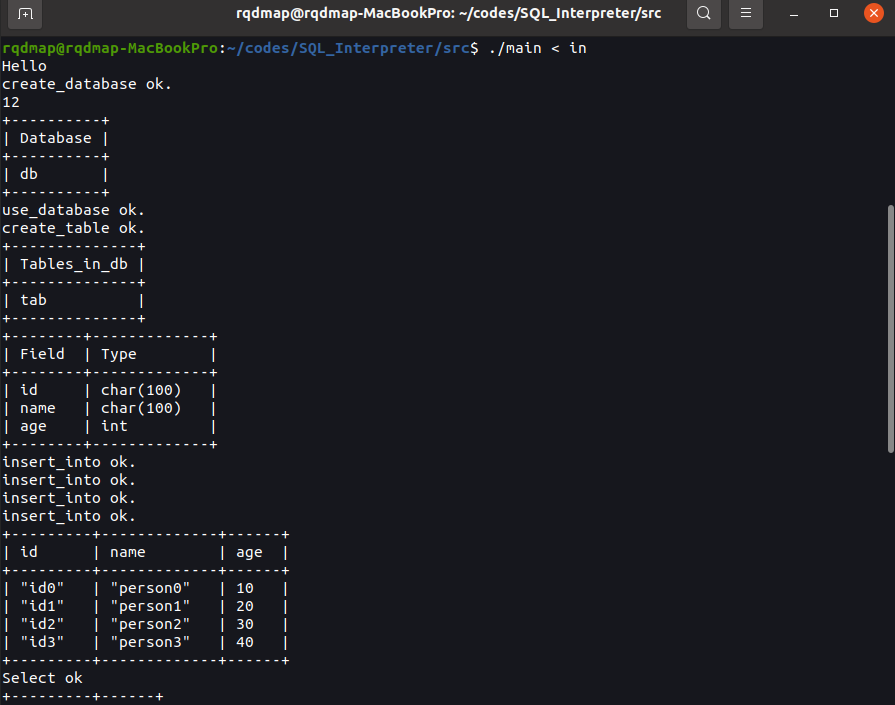 rqdmap@rqdmap-MacBookPro: ~/codes/SQL_Interpreter/src
rqdmap@rqdmap-MacBookPro:~/codes/SQL_Interpreter/src$ ./main < in
Hello
create_database ok.
12
+----------+
| Database |
+----------+
| db       |
+----------+
use_database ok.
create_table ok.
+--------------+
| Tables_in_db |
+--------------+
| tab          |
+--------------+
+--------+-------------+
| Field  | Type        |
+--------+-------------+
| id     | char(100)   |
| name   | char(100)   |
| age    | int         |
+--------+-------------+
insert_into ok.
insert_into ok.
insert_into ok.
insert_into ok.
+---------+-------------+------+
| id      | name        | age  |
+---------+-------------+------+
| "id0"   | "person0"   | 10   |
| "id1"   | "person1"   | 20   |
| "id2"   | "person2"   | 30   |
| "id3"   | "person3"   | 40   |
+---------+-------------+------+
Select ok
+---------+------+